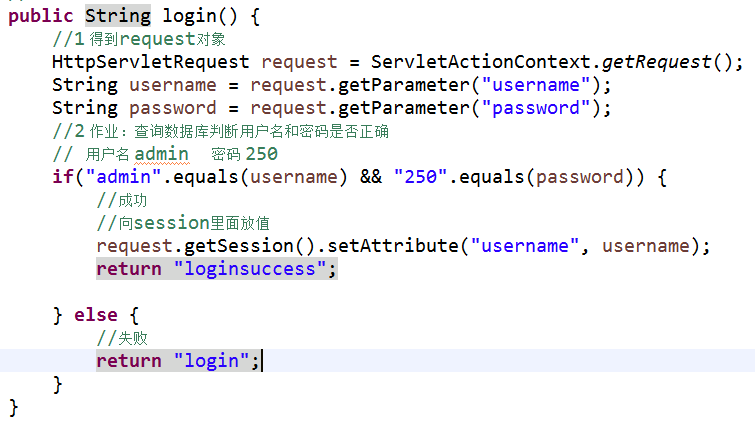 public String login() {
//1 得到request对象
HttpServletRequest request = ServletActionContext.getRequest();
String username = request.getParameter("username");
String password = request.getParameter("password");
//2 作业：查询数据库判断用户名和密码是否正确
// 用户名 admin 密码 250
if("admin".equals(username) && "250".equals(password)) {
//成功
//向session里面放值
request.getSession().setAttribute("username", username);
return "loginsuccess";
} else {
//失败
return "login";
}
}